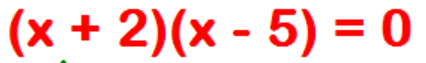 (x + 2)(x - 5) = 0